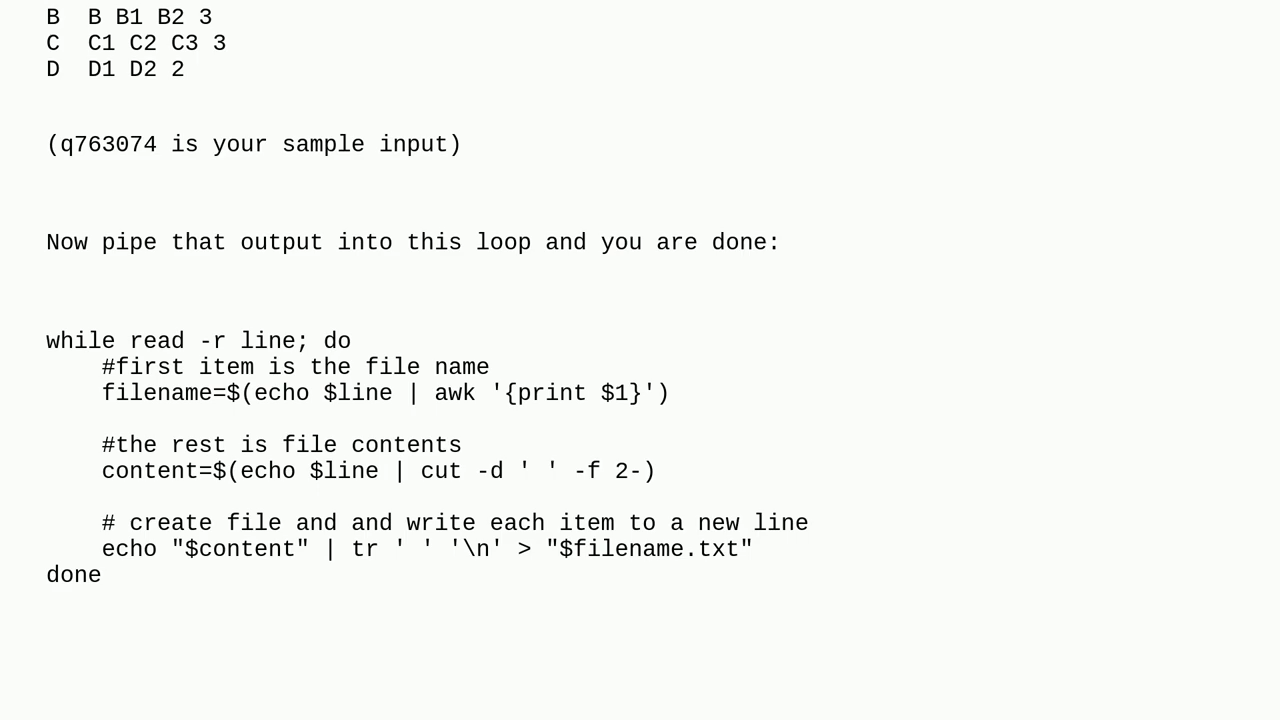 B  B B1 B2 3
C  C1 C2 C3 3
D  D1 D2 2
(q763074 is your sample input)
Now pipe that output into this loop and you are done:
while read -r line; do
    #first item is the file name
    filename=$(echo $line | awk '{print $1}')
    #the rest is file contents
    content=$(echo $line | cut -d ' ' -f 2-)
    # create file and and write each item to a new line
    echo "$content" | tr ' ' '\n' > "$filename.txt"
done